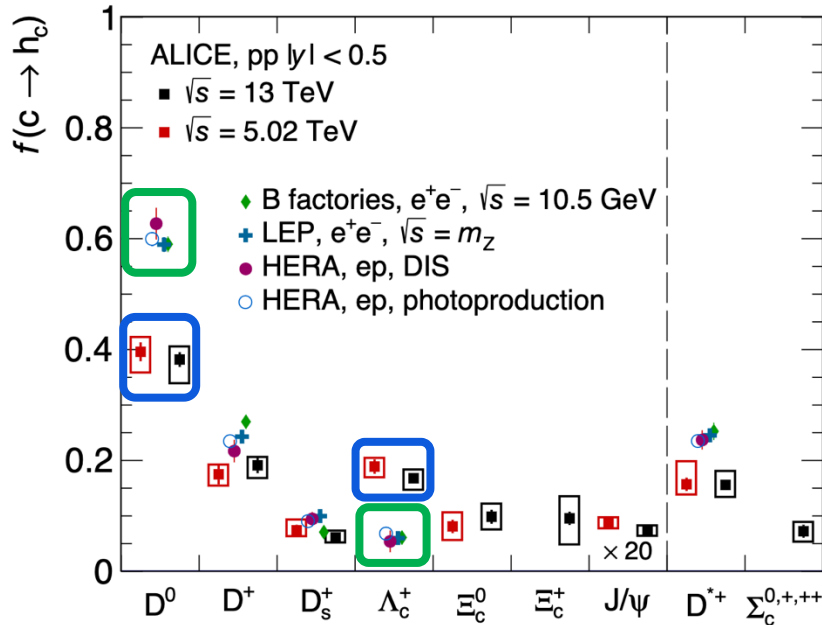 f(c → h_c)
1
0.8
0.6
0.4
0.2
0
ALICE, pp |y| < 0.5
√s = 13 TeV
√s = 5.02 TeV
B factories, e⁺e⁻, √s = 10.5 GeV
LEP, e⁺e⁻, √s = m_Z
HERA, ep, DIS
HERA, ep, photoproduction
× 20
D⁰ D⁺ D_s⁺ Λ_c⁺ Ξ_c⁰ Ξ_c⁺ J/ψ D*⁺ Σ_c^{0,+,++}